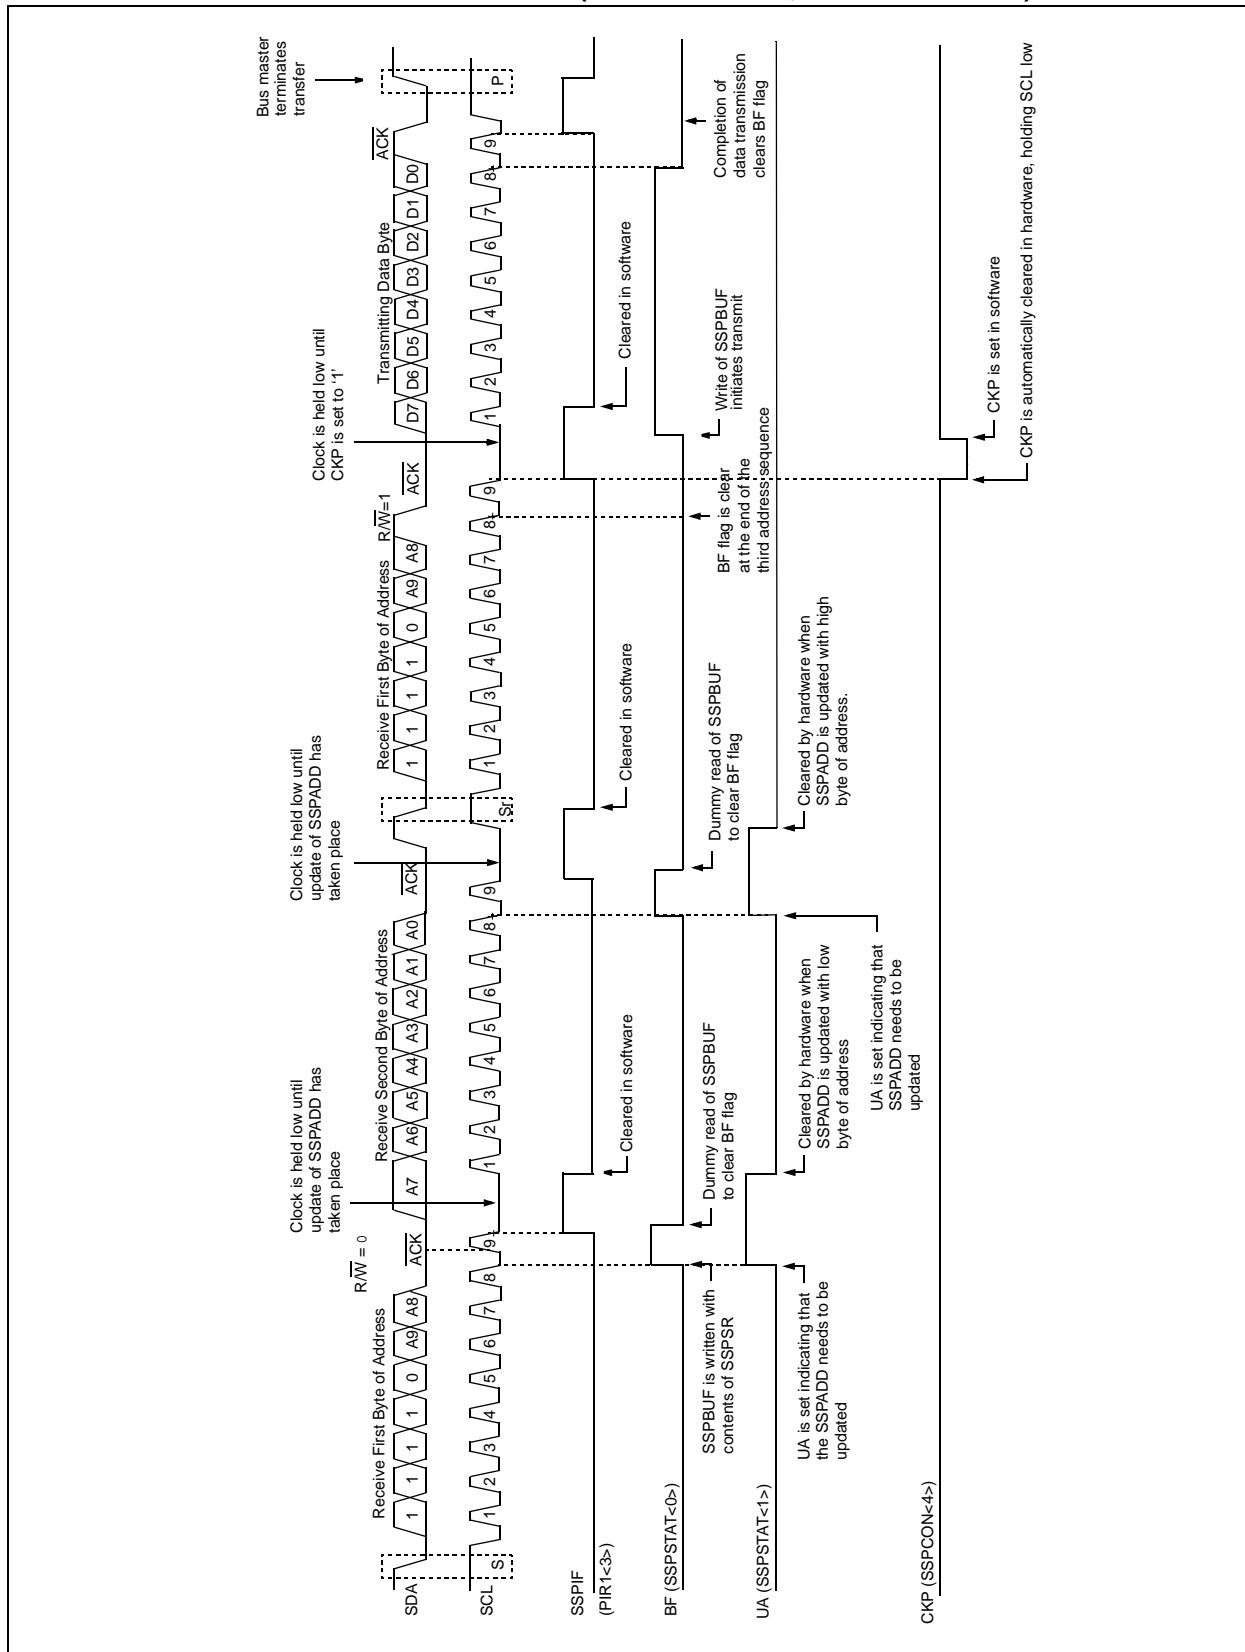 Bus master
terminates
transfer
Clock is held low until
CKP is set to ‘1’
Clock is held low until
update of SSPADD has
taken place
Clock is held low until
update of SSPADD has
taken place
SDA
S
Receive First Byte of Address
1 1 1 1 0 A9 A8
R/W = 0
ACK
Receive Second Byte of Address
A7 A6 A5 A4 A3 A2 A1 A0
ACK
Sr
Receive First Byte of Address
1 1 1 1 0 A9 A8
R/W=1
ACK
Transmitting Data Byte
D7 D6 D5 D4 D3 D2 D1 D0
ACK
P
SCL
1 2 3 4 5 6 7 8 9
1 2 3 4 5 6 7 8 9
1 2 3 4 5 6 7 8 9
1 2 3 4 5 6 7 8 9
SSPIF
(PIR1<3>)
Cleared in software
Cleared in software
Cleared in software
BF (SSPSTAT<0>)
SSPBUF is written with
contents of SSPSR
Dummy read of SSPBUF
to clear BF flag
Dummy read of SSPBUF
to clear BF flag
BF flag is clear
at the end of the
third address sequence
Write of SSPBUF
initiates transmit
Completion of
data transmission
clears BF flag
UA (SSPSTAT<1>)
UA is set indicating that
the SSPADD needs to be
updated
Cleared by hardware when
SSPADD is updated with low
byte of address
UA is set indicating that
SSPADD needs to be
updated
Cleared by hardware when
SSPADD is updated with high
byte of address.
CKP (SSPCON<4>)
CKP is set in software
CKP is automatically cleared in hardware, holding SCL low